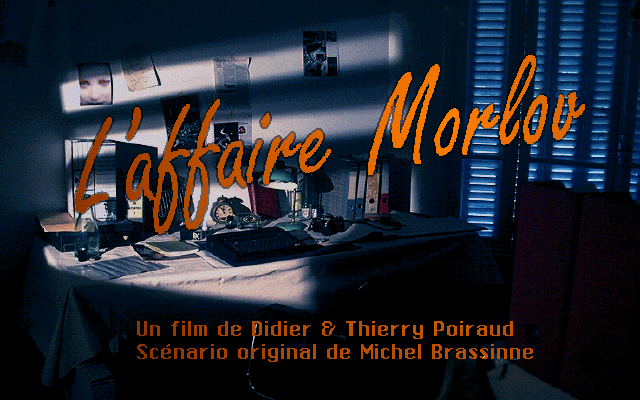 L'affaire Morlov
Un film de Didier & Thierry Poiraud
Scénario original de Michel Brassinne